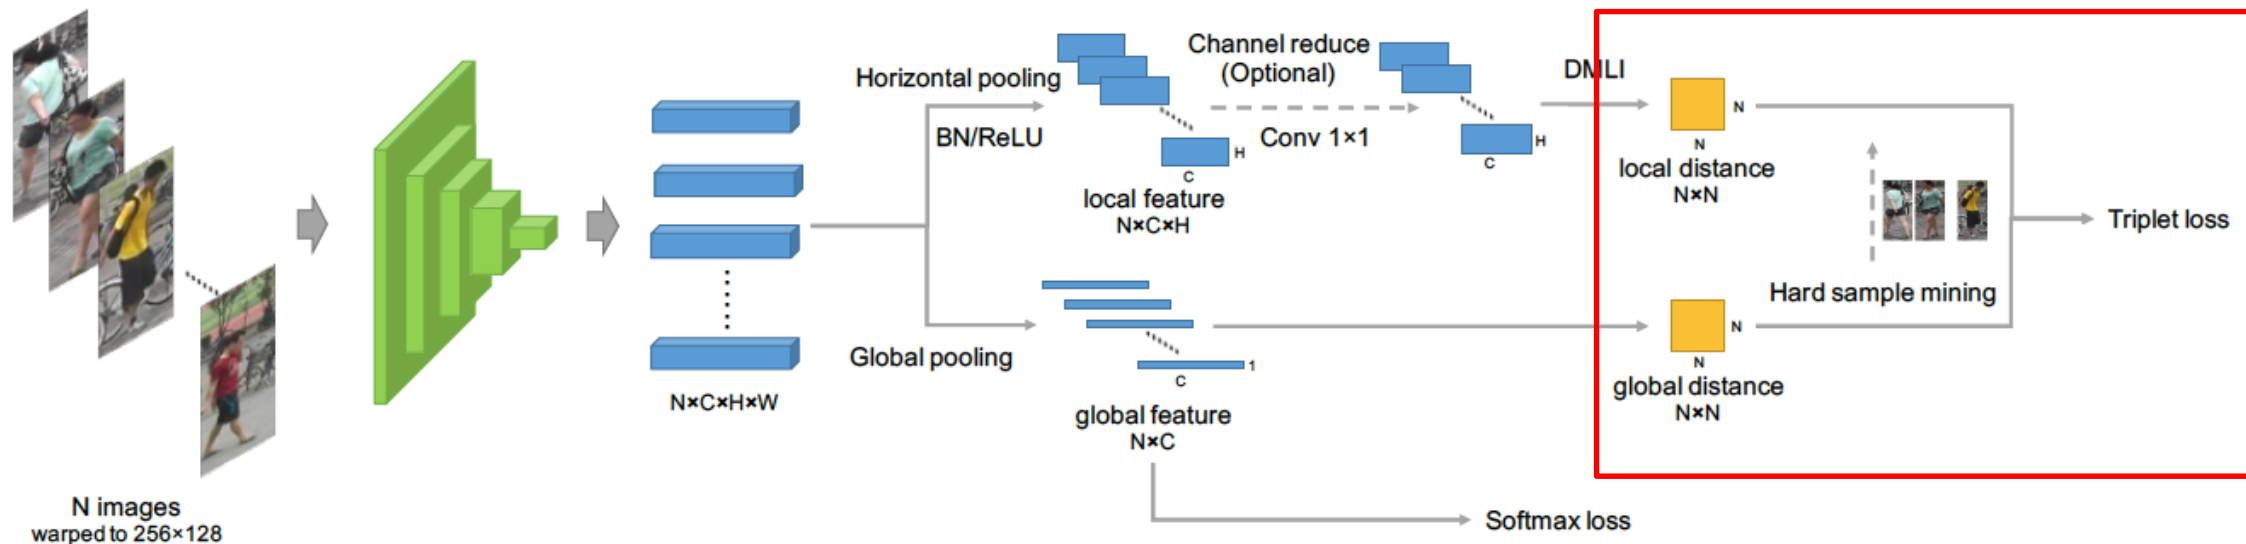 N images
warped to 256×128
N×C×H×W
Horizontal pooling
BN/ReLU
Global pooling
H
C
local feature
N×C×H
Channel reduce
(Optional)
Conv 1×1
H
C
1
C
global feature
N×C
Softmax loss
DMLI
N
N
local distance
N×N
Hard sample mining
N
N
global distance
N×N
Triplet loss